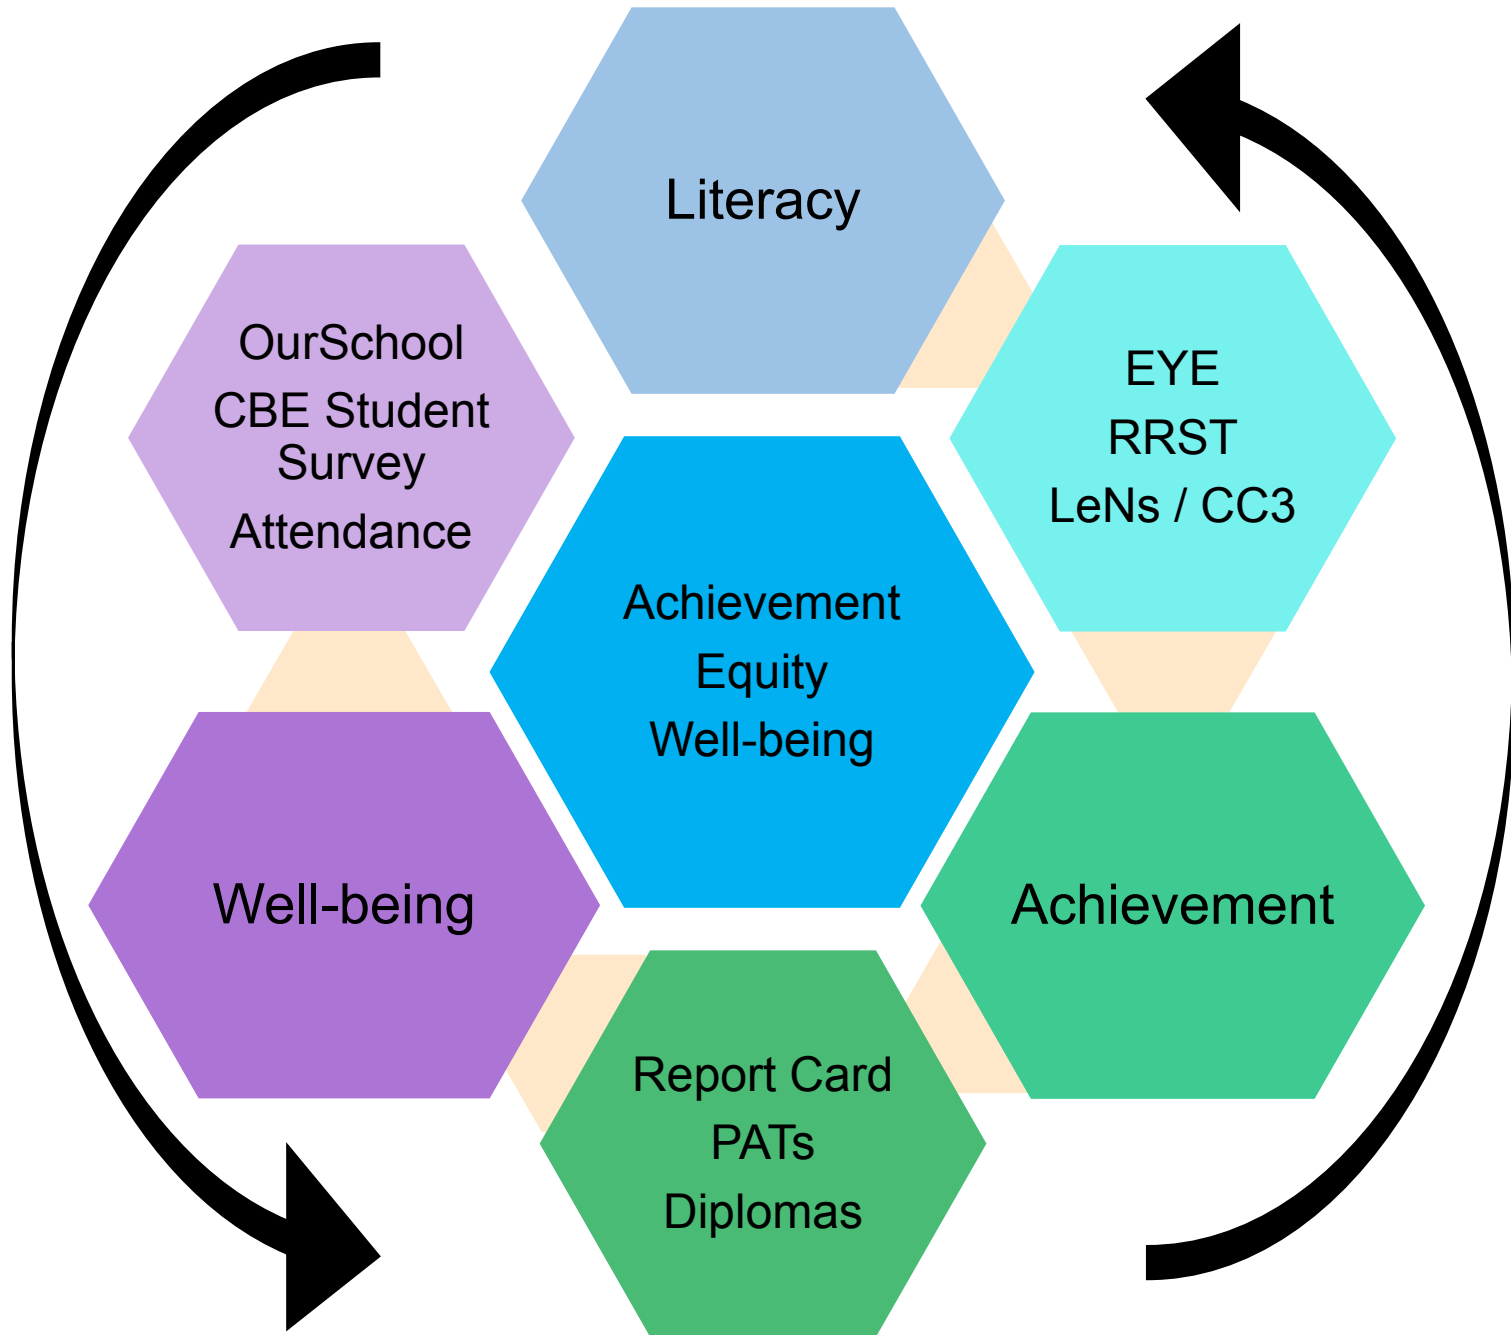 Literacy
OurSchool
CBE Student
Survey
Attendance
EYE
RRST
LeNs / CC3
Achievement
Equity
Well-being
Well-being
Achievement
Report Card
PATs
Diplomas